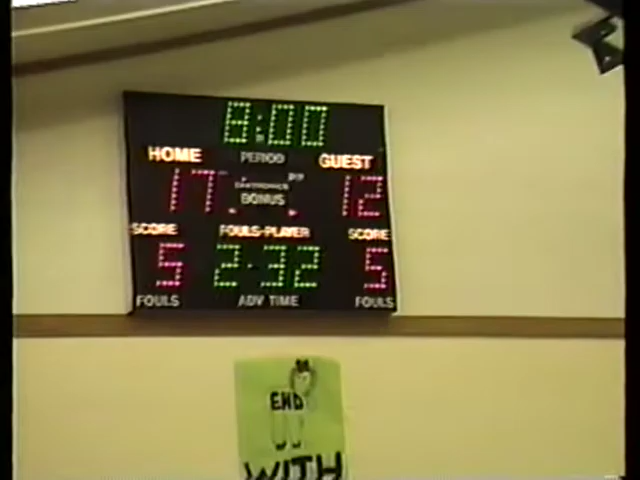 8:00
HOME PERIOD GUEST
17 BONUS 12
SCORE FOULS-PLAYER SCORE
5 2-32 5
FOULS ADV TIME FOULS
END
WITH